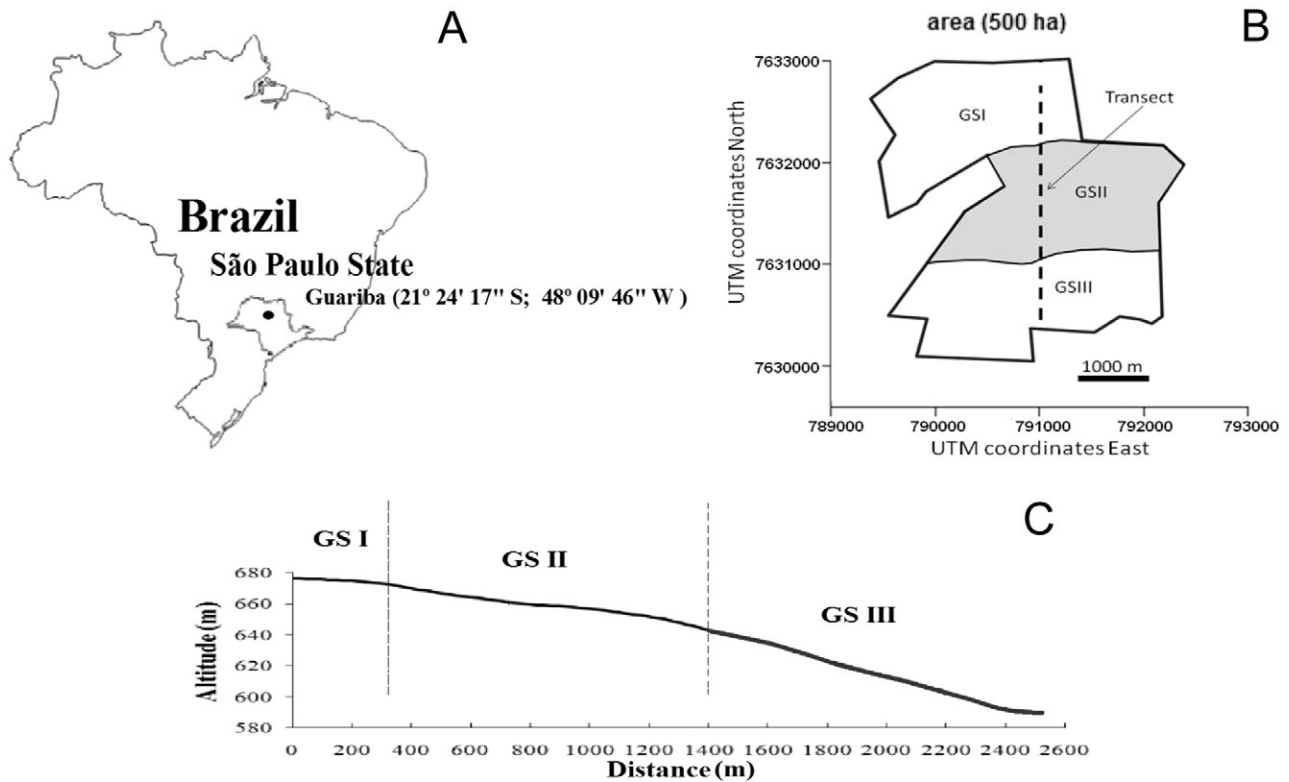 A
Brazil
São Paulo State
Guariba (21º 24' 17" S; 48º 09' 46" W )
area (500 ha)
B
UTM coordinates North
7633000
7632000
7631000
7630000
GSI
Transect
GSII
GSIII
1000 m
789000 790000 791000 792000 793000
UTM coordinates East
C
GS I
GS II
GS III
Altitude (m)
680
660
640
620
600
580
0 200 400 600 800 1000 1200 1400 1600 1800 2000 2200 2400 2600
Distance (m)